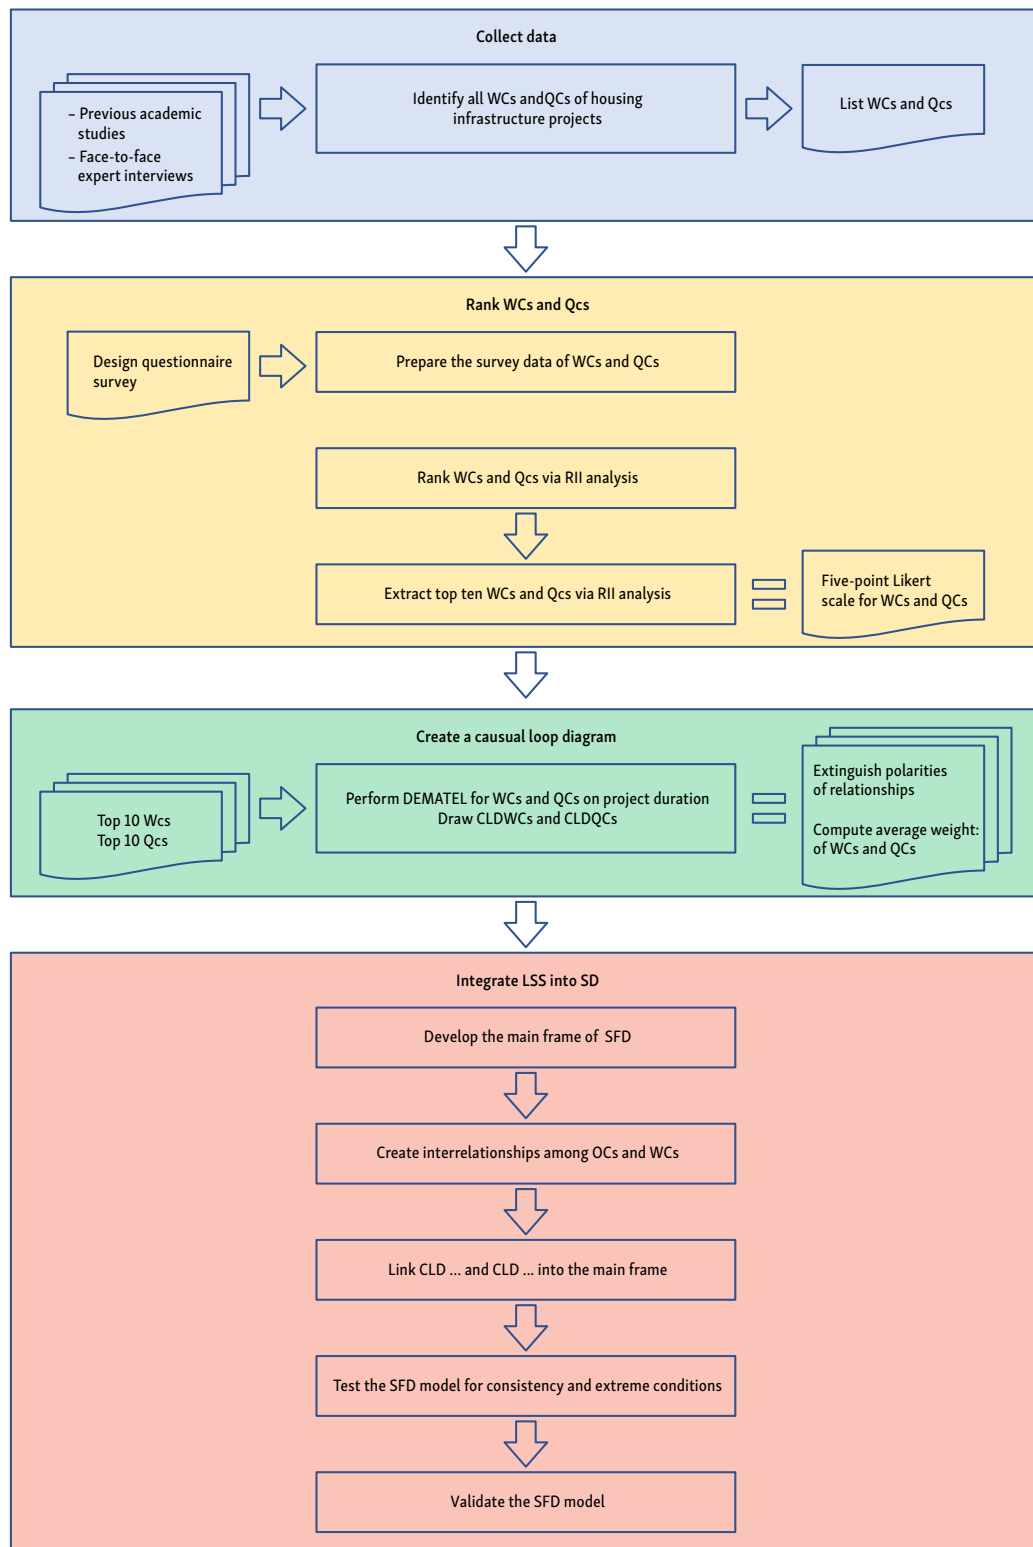 Collect data
– Previous academic
studies
– Face-to-face
expert interviews
Identify all WCs andQCs of housing
infrastructure projects
List WCs and Qcs
Rank WCs and Qcs
Design questionnaire
survey
Prepare the survey data of WCs and QCs
Rank WCs and Qcs via RII analysis
Extract top ten WCs and Qcs via RII analysis
Five-point Likert
scale for WCs and QCs
Create a causual loop diagram
Top 10 Wcs
Top 10 Qcs
Perform DEMATEL for WCs and QCs on project duration
Draw CLDWCs and CLDQCs
Extinguish polarities
of relationships
Compute average weight:
of WCs and QCs
Integrate LSS into SD
Develop the main frame of SFD
Create interrelationships among OCs and WCs
Link CLD ... and CLD ... into the main frame
Test the SFD model for consistency and extreme conditions
Validate the SFD model